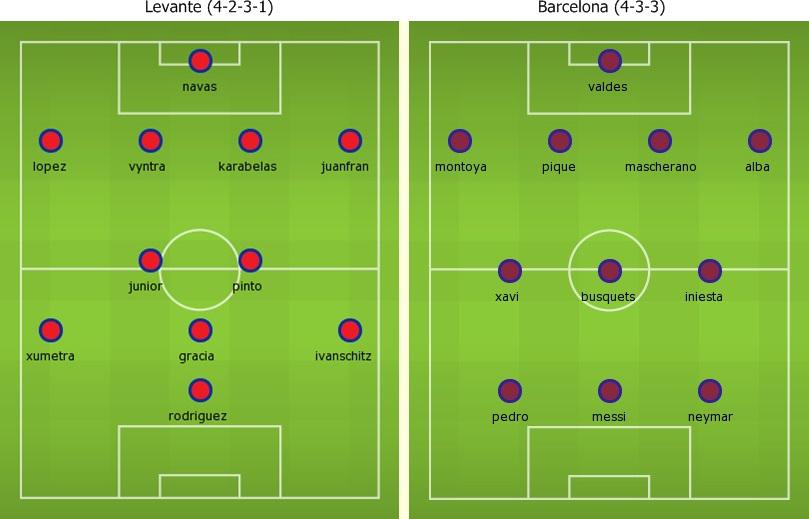 Levante (4-2-3-1)
navas
lopez vyntra karabelas juanfran
junior pinto
xumetra gracia ivanschitz
rodriguez
Barcelona (4-3-3)
valdes
montoya pique mascherano alba
xavi busquets iniesta
pedro messi neymar